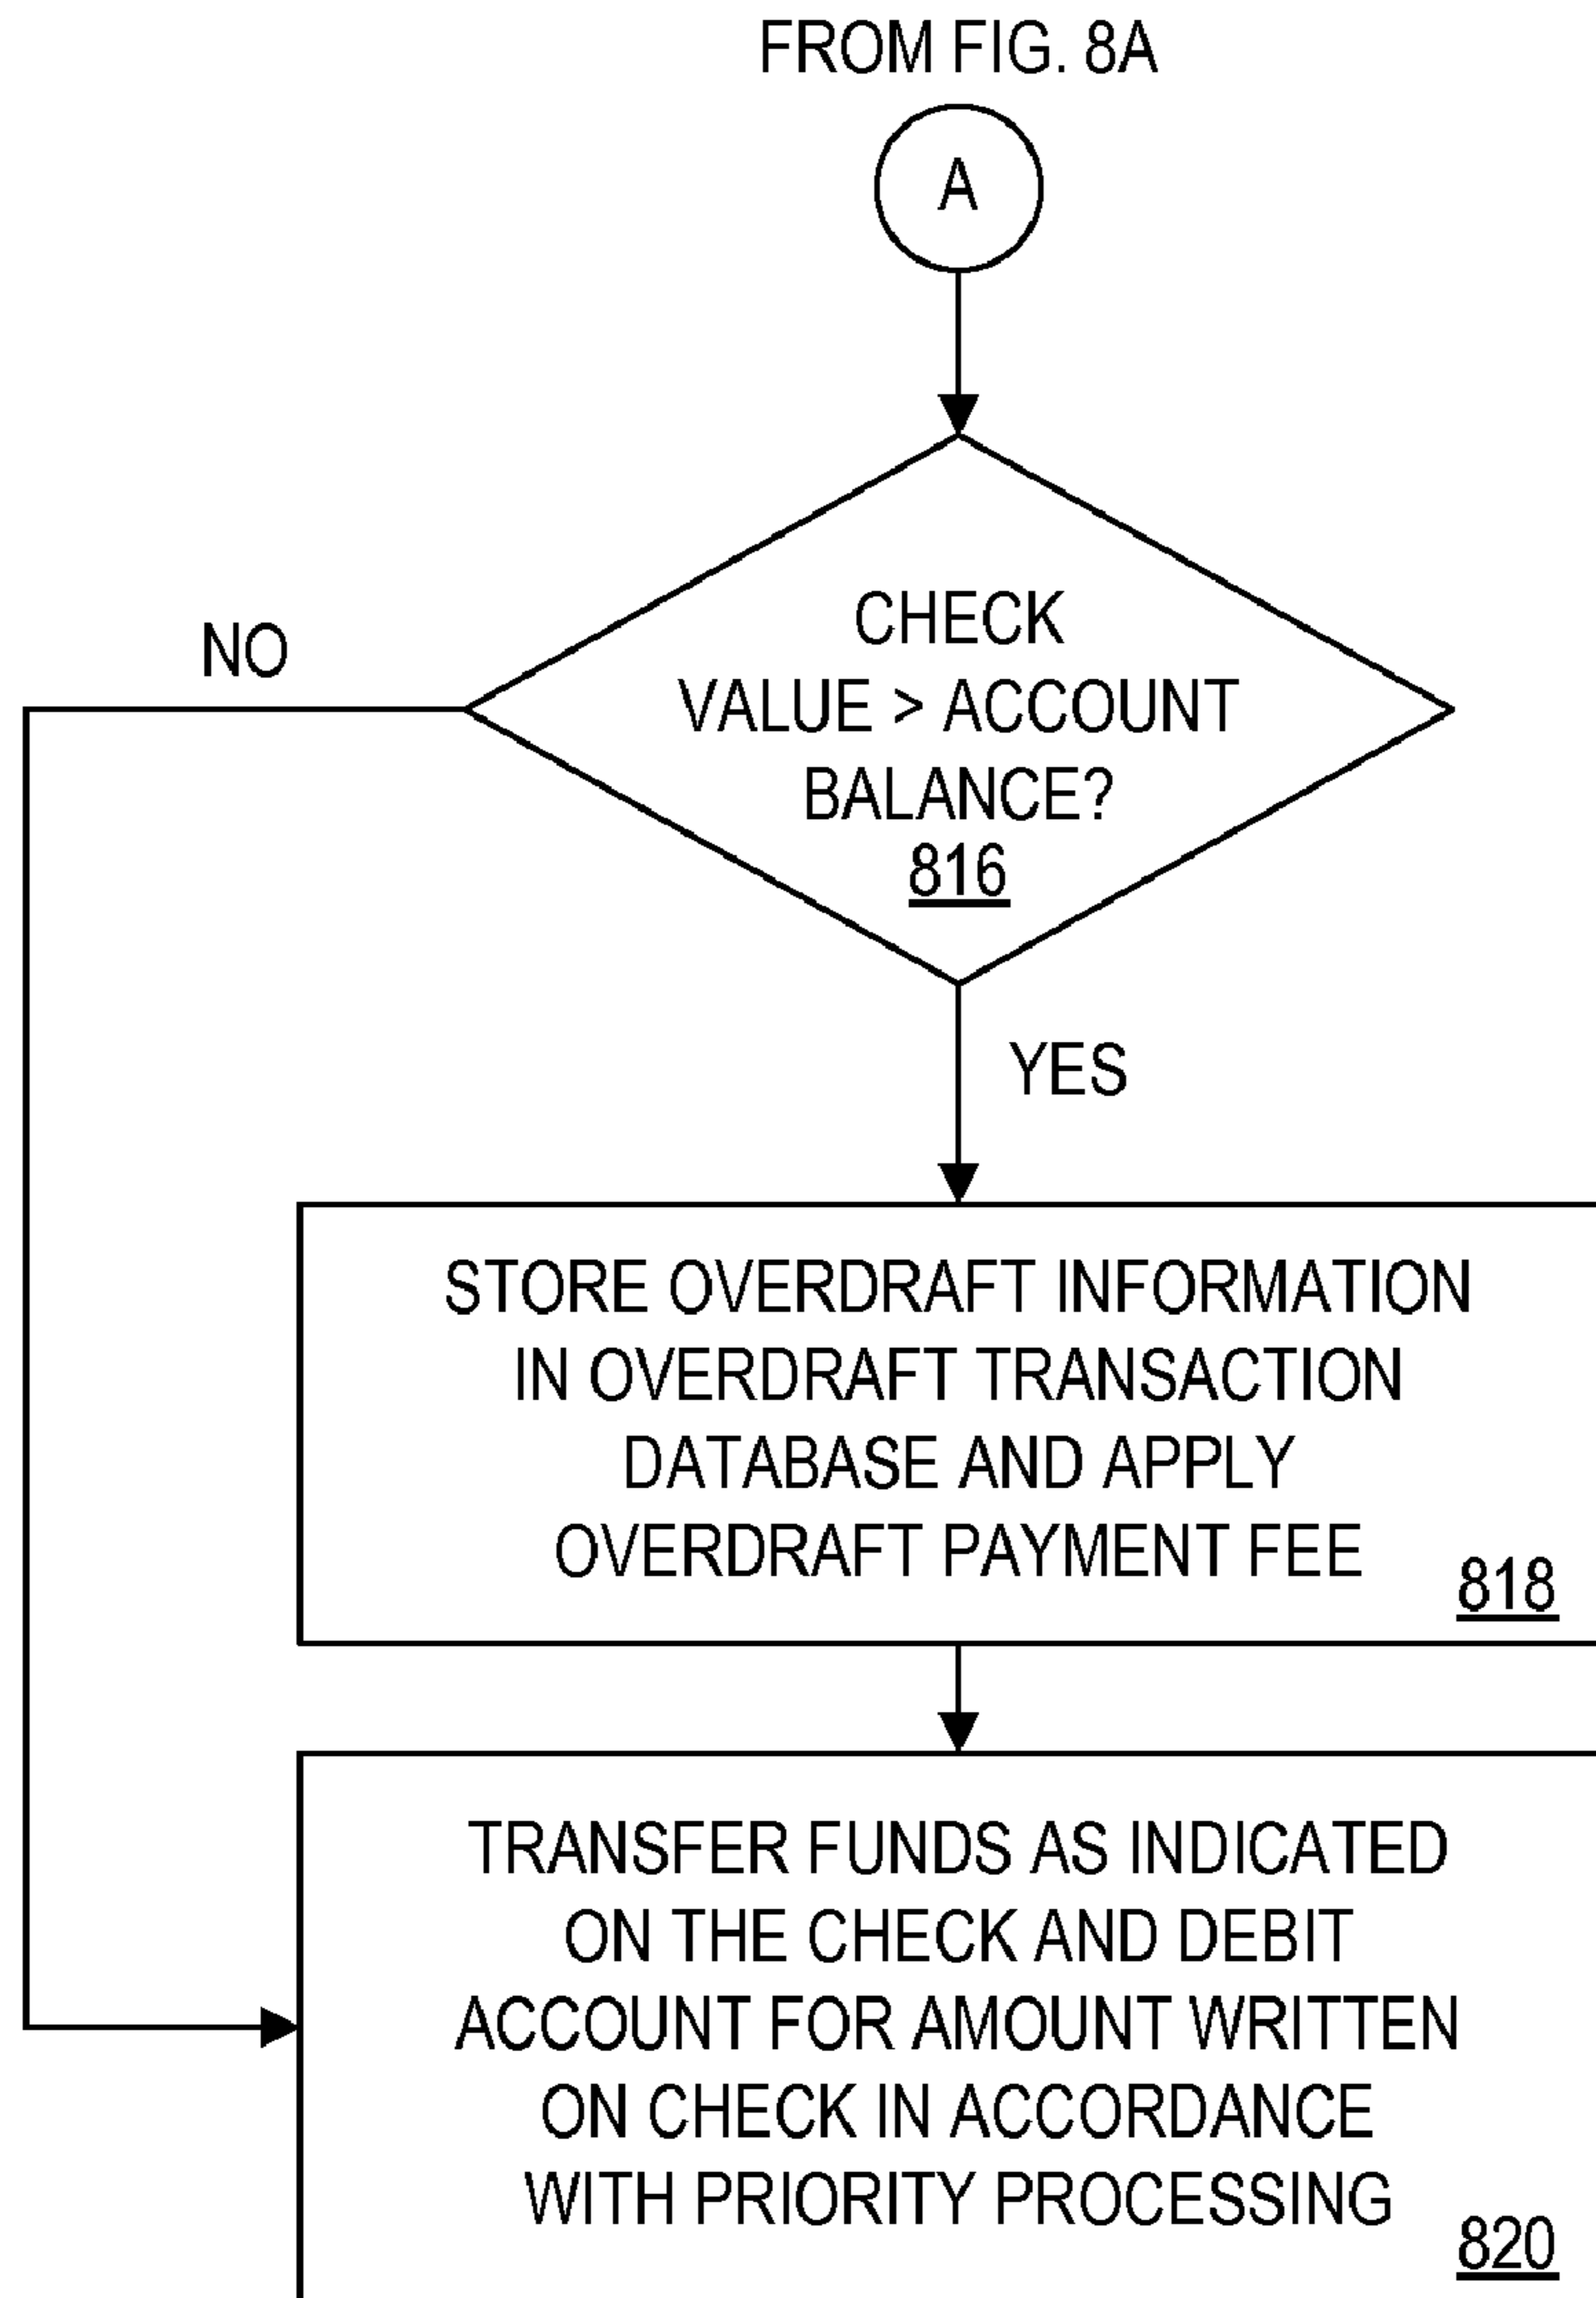 FROM FIG. 8A
A
CHECK
VALUE > ACCOUNT
BALANCE?
816
NO
YES
STORE OVERDRAFT INFORMATION
IN OVERDRAFT TRANSACTION
DATABASE AND APPLY
OVERDRAFT PAYMENT FEE
818
TRANSFER FUNDS AS INDICATED
ON THE CHECK AND DEBIT
ACCOUNT FOR AMOUNT WRITTEN
ON CHECK IN ACCORDANCE
WITH PRIORITY PROCESSING
820